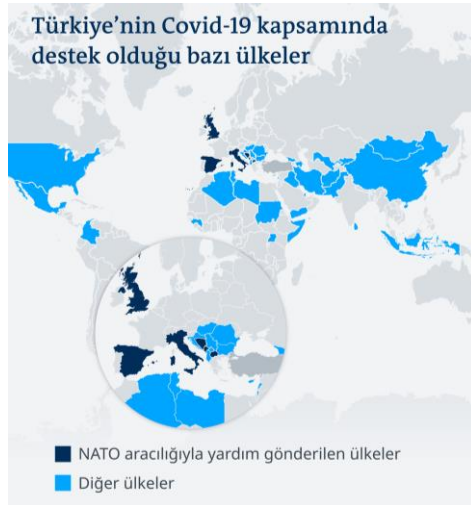 Türkiye’nin Covid-19 kapsamında
destek olduğu bazı ülkeler
NATO aracılığıyla yardım gönderilen ülkeler
Diğer ülkeler